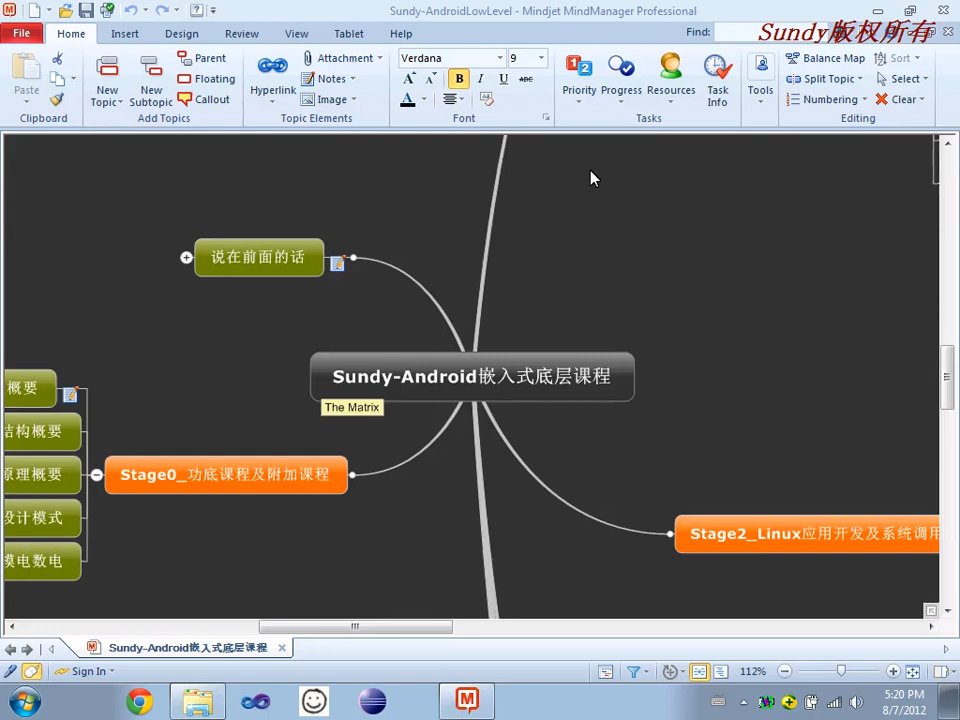 Sundy-AndroidLowLevel - Mindjet MindManager Professional
File
Home
Insert
Design
Review
View
Tablet
Help
Find:
Sundy版权所有
Paste
Clipboard
New Topic
New Subtopic
Parent
Floating
Callout
Add Topics
Hyperlink
Attachment
Notes
Image
Topic Elements
Verdana
9
B
I
U
ABC
A
Font
Priority
Progress
Resources
Task Info
Tasks
Tools
Balance Map
Split Topic
Numbering
Sort
Select
Clear
Editing
说在前面的话
Sundy-Android嵌入式底层课程
The Matrix
概要
结构概要
原理概要
设计模式
模电数电
Stage0_功底课程及附加课程
Stage2_Linux应用开发及系统调用
Sundy-Android嵌入式底层课程
Sign In
112%
5:20 PM
8/7/2012